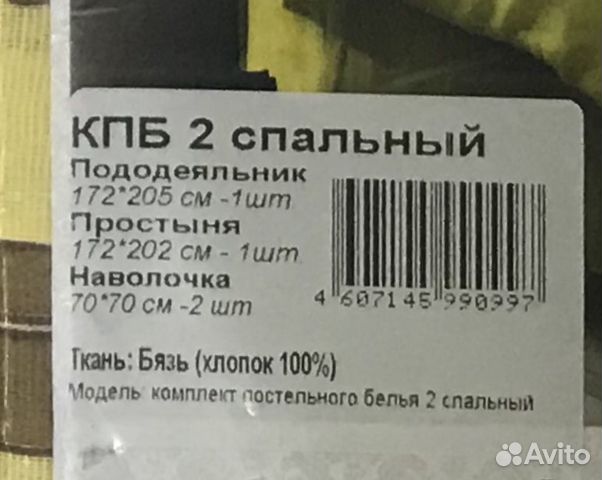 КПБ 2 спальный
Пододеяльник
172*205 см -1шт
Простыня
172*202 см - 1шт
Наволочка
70*70 см -2 шт
4 607145 990997
Ткань: Бязь (хлопок 100%)
Модель: комплект постельного белья 2 спальный
Avito